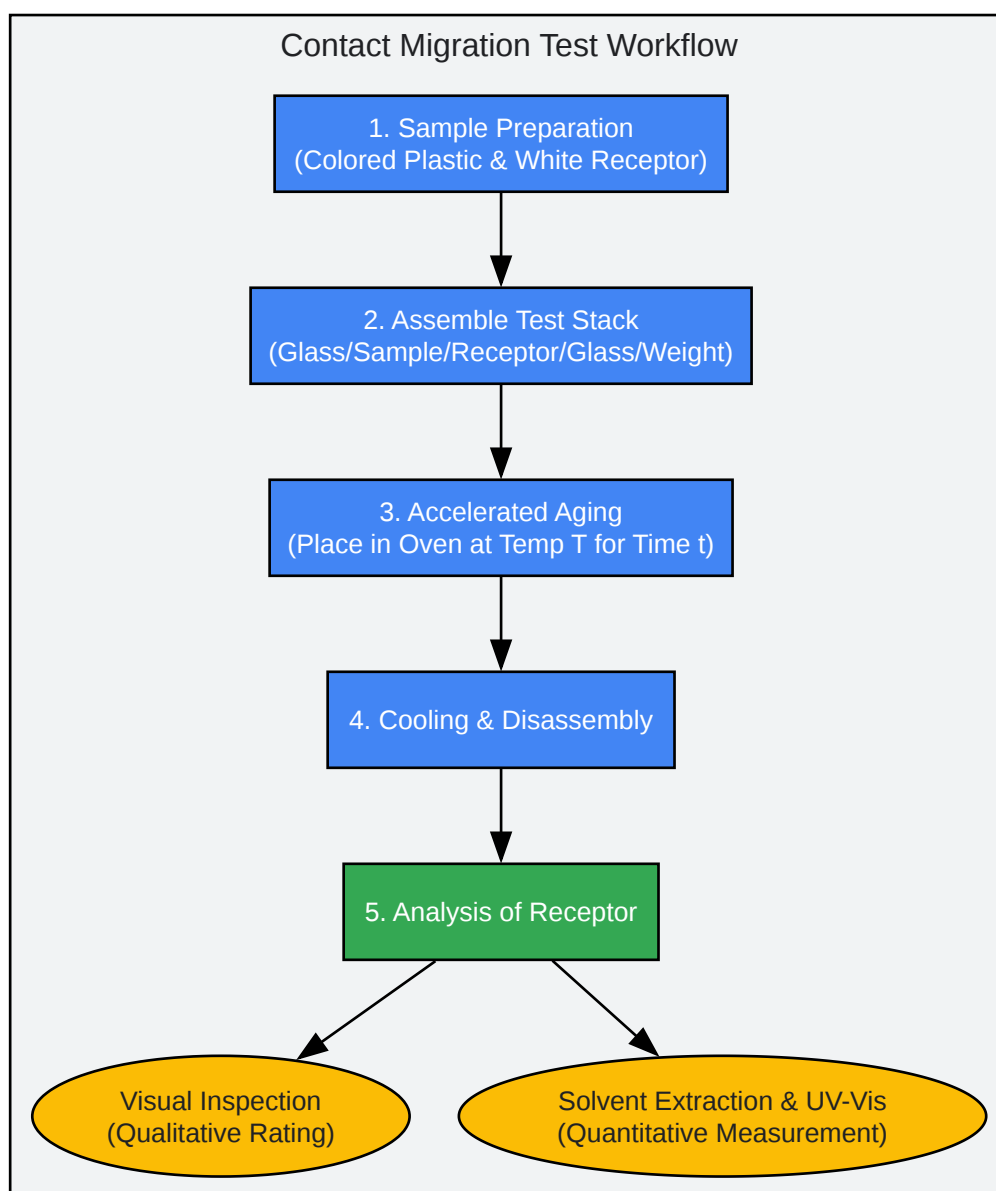 Contact Migration Test Workflow
1. Sample Preparation
(Colored Plastic & White Receptor)
2. Assemble Test Stack
(Glass/Sample/Receptor/Glass/Weight)
3. Accelerated Aging
(Place in Oven at Temp T for Time t)
4. Cooling & Disassembly
5. Analysis of Receptor
Visual Inspection
(Qualitative Rating)
Solvent Extraction & UV-Vis
(Quantitative Measurement)